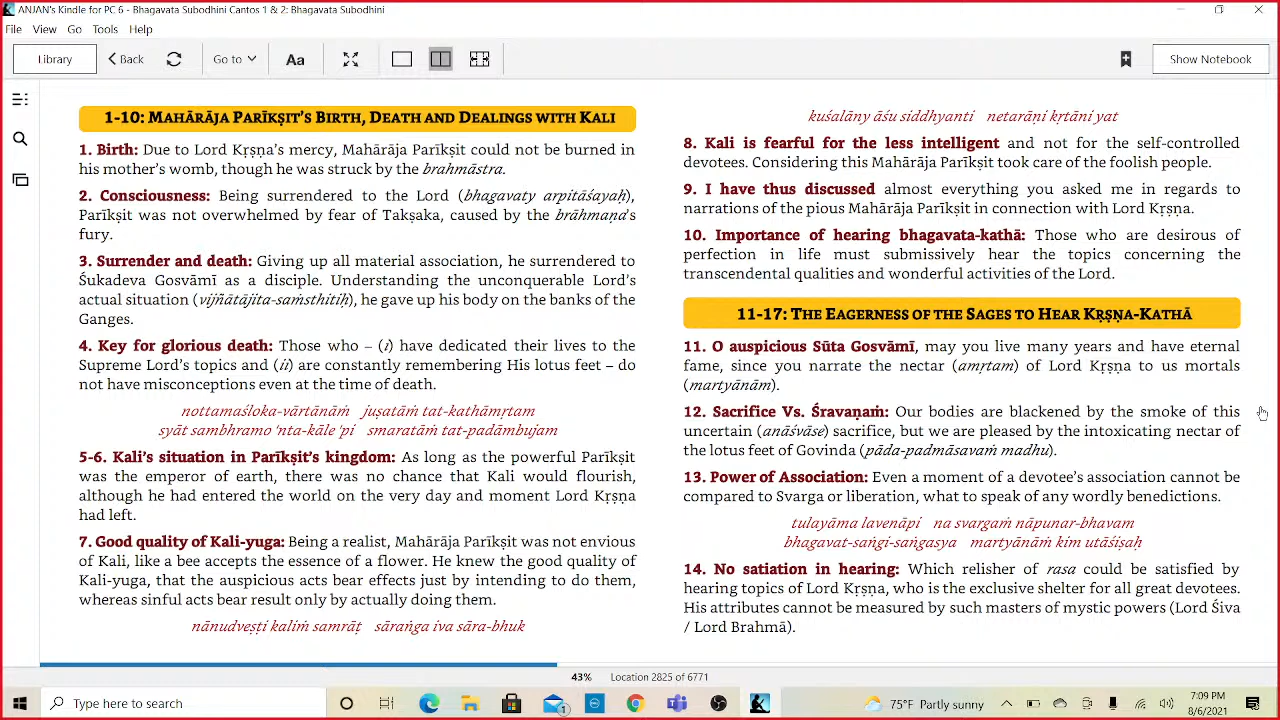 ANJAN's Kindle for PC 6 - Bhagavata Subodhini Cantos 1 & 2: Bhagavata Subodhini
File View Go Tools Help
Library Back Go to Aa Show Notebook
1-10: MAHĀRĀJA PARĪKṢIT'S BIRTH, DEATH AND DEALINGS WITH KALI
1. Birth: Due to Lord Kṛṣṇa's mercy, Mahārāja Parīkṣit could not be burned in
his mother's womb, though he was struck by the brahmāstra.
2. Consciousness: Being surrendered to the Lord (bhagavaty arpitāśayaḥ),
Parīkṣit was not overwhelmed by fear of Takṣaka, caused by the brāhmaṇa's
fury.
3. Surrender and death: Giving up all material association, he surrendered to
Śukadeva Gosvāmī as a disciple. Understanding the unconquerable Lord's
actual situation (vijñātājita-saṁsthitiḥ), he gave up his body on the banks of the
Ganges.
4. Key for glorious death: Those who – (i) have dedicated their lives to the
Supreme Lord's topics and (ii) are constantly remembering His lotus feet – do
not have misconceptions even at the time of death.
nottamaśloka-vārtānāṁ juṣatāṁ tat-kathāmṛtam
syāt sambhramo 'nta-kāle 'pi smaratāṁ tat-padāmbujam
5-6. Kali's situation in Parīkṣit's kingdom: As long as the powerful Parīkṣit
was the emperor of earth, there was no chance that Kali would flourish,
although he had entered the world on the very day and moment Lord Kṛṣṇa
had left.
7. Good quality of Kali-yuga: Being a realist, Mahārāja Parīkṣit was not envious
of Kali, like a bee accepts the essence of a flower. He knew the good quality of
Kali-yuga, that the auspicious acts bear effects just by intending to do them,
whereas sinful acts bear result only by actually doing them.
nānudveṣṭi kaliṁ samrāṭ sāraṅga iva sāra-bhuk
kuśalāny āśu siddhyanti netarāṇi kṛtāni yat
8. Kali is fearful for the less intelligent and not for the self-controlled
devotees. Considering this Mahārāja Parīkṣit took care of the foolish people.
9. I have thus discussed almost everything you asked me in regards to
narrations of the pious Mahārāja Parīkṣit in connection with Lord Kṛṣṇa.
10. Importance of hearing bhagavata-kathā: Those who are desirous of
perfection in life must submissively hear the topics concerning the
transcendental qualities and wonderful activities of the Lord.
11-17: THE EAGERNESS OF THE SAGES TO HEAR KṚṢṆA-KATHĀ
11. O auspicious Sūta Gosvāmī, may you live many years and have eternal
fame, since you narrate the nectar (amṛtam) of Lord Kṛṣṇa to us mortals
(martyānām).
12. Sacrifice Vs. Śravaṇaṁ: Our bodies are blackened by the smoke of this
uncertain (anāśvāse) sacrifice, but we are pleased by the intoxicating nectar of
the lotus feet of Govinda (pāda-padmāsavaṁ madhu).
13. Power of Association: Even a moment of a devotee's association cannot be
compared to Svarga or liberation, what to speak of any wordly benedictions.
tulayāma lavenāpi na svargaṁ nāpunar-bhavam
bhagavat-saṅgi-saṅgasya martyānāṁ kim utāśiṣaḥ
14. No satiation in hearing: Which relisher of rasa could be satisfied by
hearing topics of Lord Kṛṣṇa, who is the exclusive shelter for all great devotees.
His attributes cannot be measured by such masters of mystic powers (Lord Śiva
/ Lord Brahmā).
43% Location 2825 of 6771
Type here to search
75°F Partly sunny
7:09 PM
8/6/2021